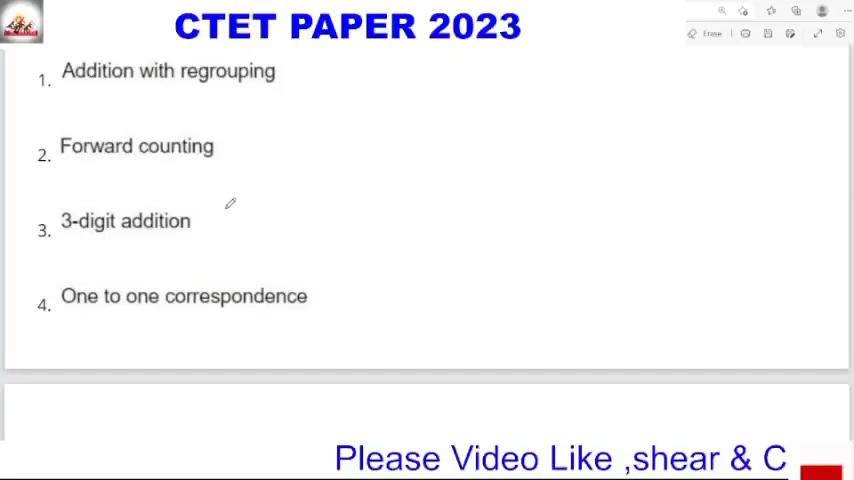 CTET PAPER 2023
Erase
1. Addition with regrouping
2. Forward counting
3. 3-digit addition
4. One to one correspondence
Please Video Like ,shear & C